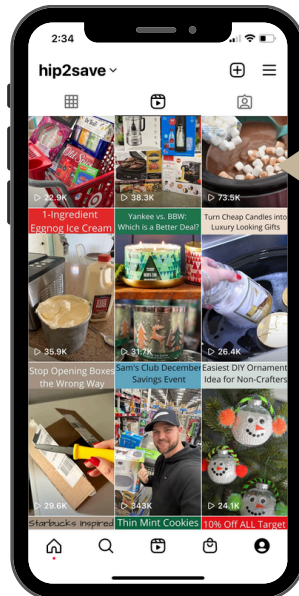 2:34
hip2save
22.9K
38.3K
73.5K
1-Ingredient
Eggnog Ice Cream
Yankee vs. BBW:
Which is a Better Deal?
Turn Cheap Candles into
Luxury Looking Gifts
35.9K
31.7K
26.4K
Stop Opening Boxes
the Wrong Way
Sam's Club December
Savings Event
Easiest DIY Ornament
Idea for Non-Crafters
29.6K
343K
24.1K
Starbucks Inspired
Thin Mint Cookies
10% Off ALL Target